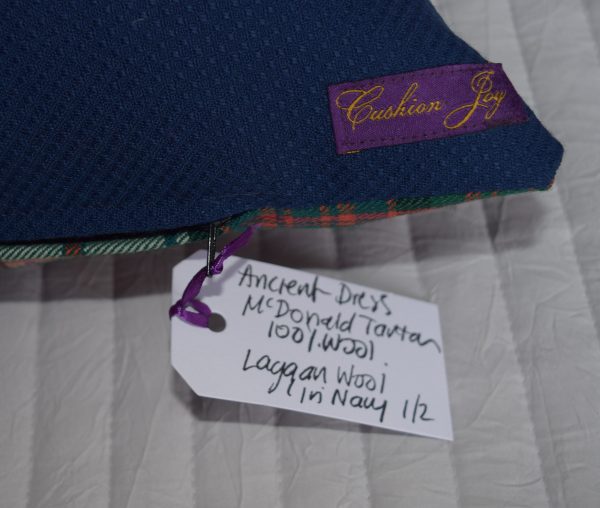 Cushion Joy
Ancient Dress
McDonald Tartan
100% Wool
Laggan Wool
in Navy 1/2